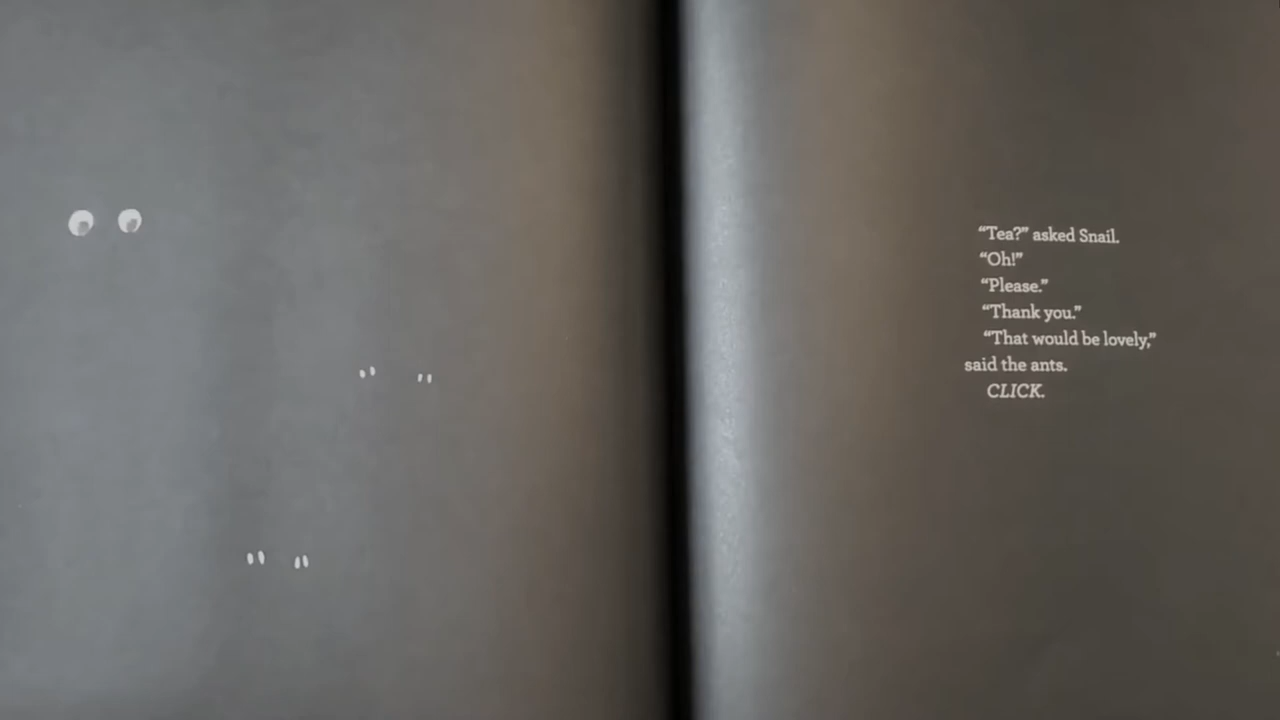 “Tea?” asked Snail.
“Oh!”
“Please.”
“Thank you.”
“That would be lovely,”
said the ants.
CLICK.